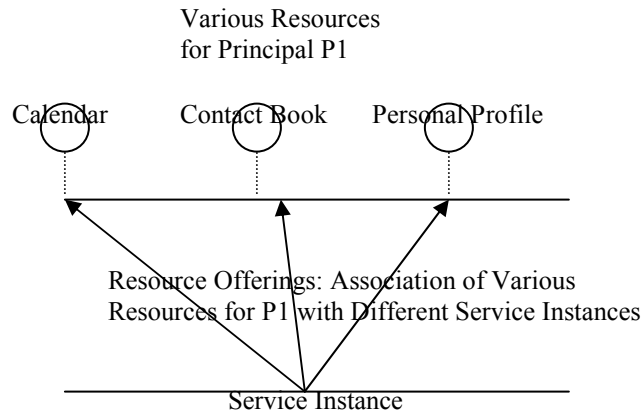 Various Resources
for Principal P1
Calendar Contact Book Personal Profile
Resource Offerings: Association of Various
Resources for P1 with Different Service Instances
Service Instance